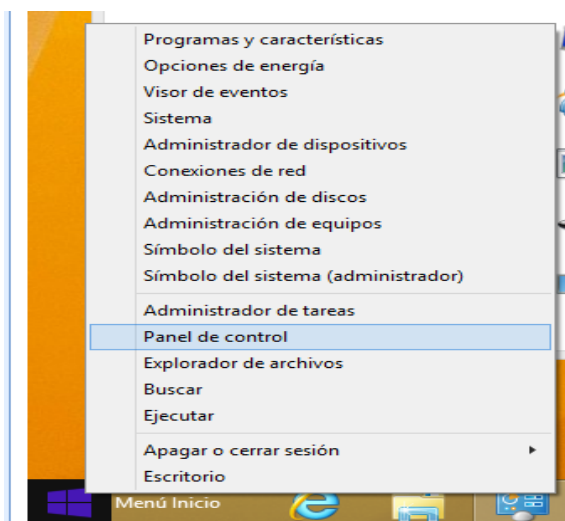 Programas y características
Opciones de energía
Visor de eventos
Sistema
Administrador de dispositivos
Conexiones de red
Administración de discos
Administración de equipos
Símbolo del sistema
Símbolo del sistema (administrador)
Administrador de tareas
Panel de control
Explorador de archivos
Buscar
Ejecutar
Apagar o cerrar sesión
Escritorio
Menú Inicio